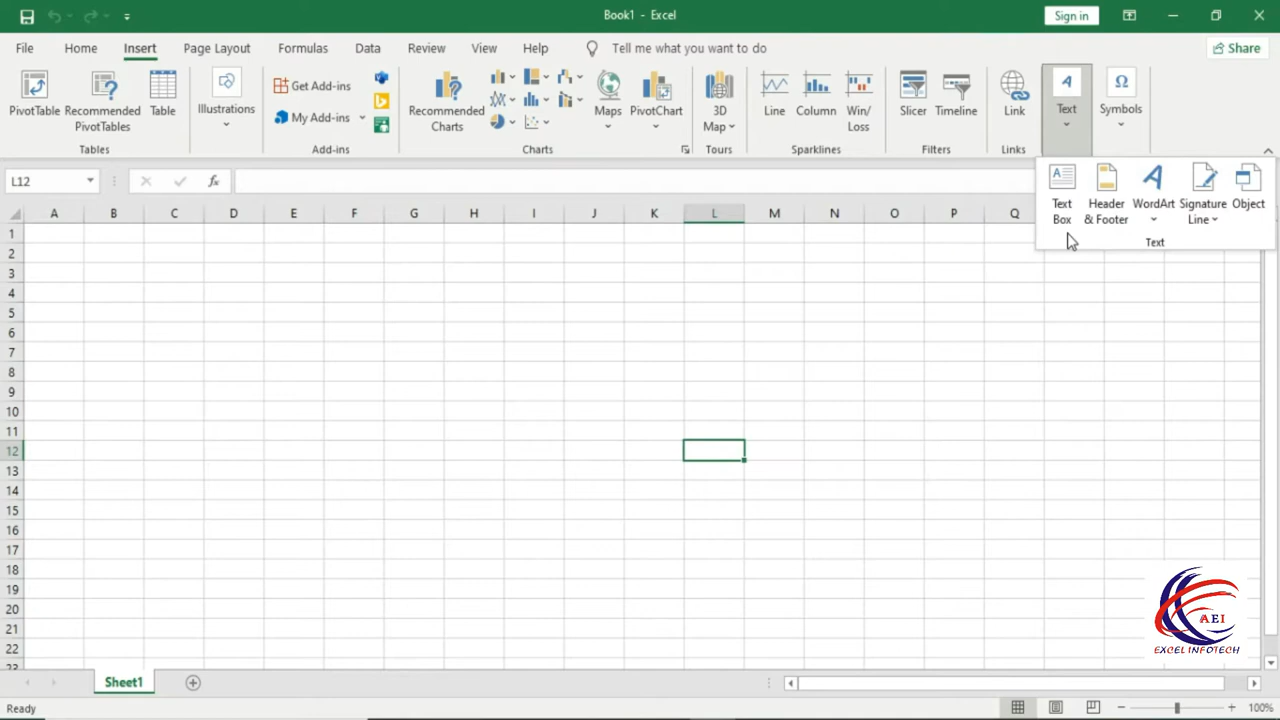 Book1 - Excel
Sign in
File Home Insert Page Layout Formulas Data Review View Help Tell me what you want to do Share
PivotTable
Recommended
PivotTables
Table
Tables
Illustrations
Get Add-ins
My Add-ins
Add-ins
Recommended
Charts
Maps
PivotChart
Charts
3D
Map
Tours
Line
Column
Win/
Loss
Sparklines
Slicer
Timeline
Filters
Link
Links
Text
Symbols
Text
Box
Header
& Footer
WordArt
Signature
Line
Object
Text
L12
fx
A B C D E F G H I J K L M N O P Q
1
2
3
4
5
6
7
8
9
10
11
12
13
14
15
16
17
18
19
20
21
22
23
AEI
EXCEL INFOTECH
Sheet1
Ready
100%